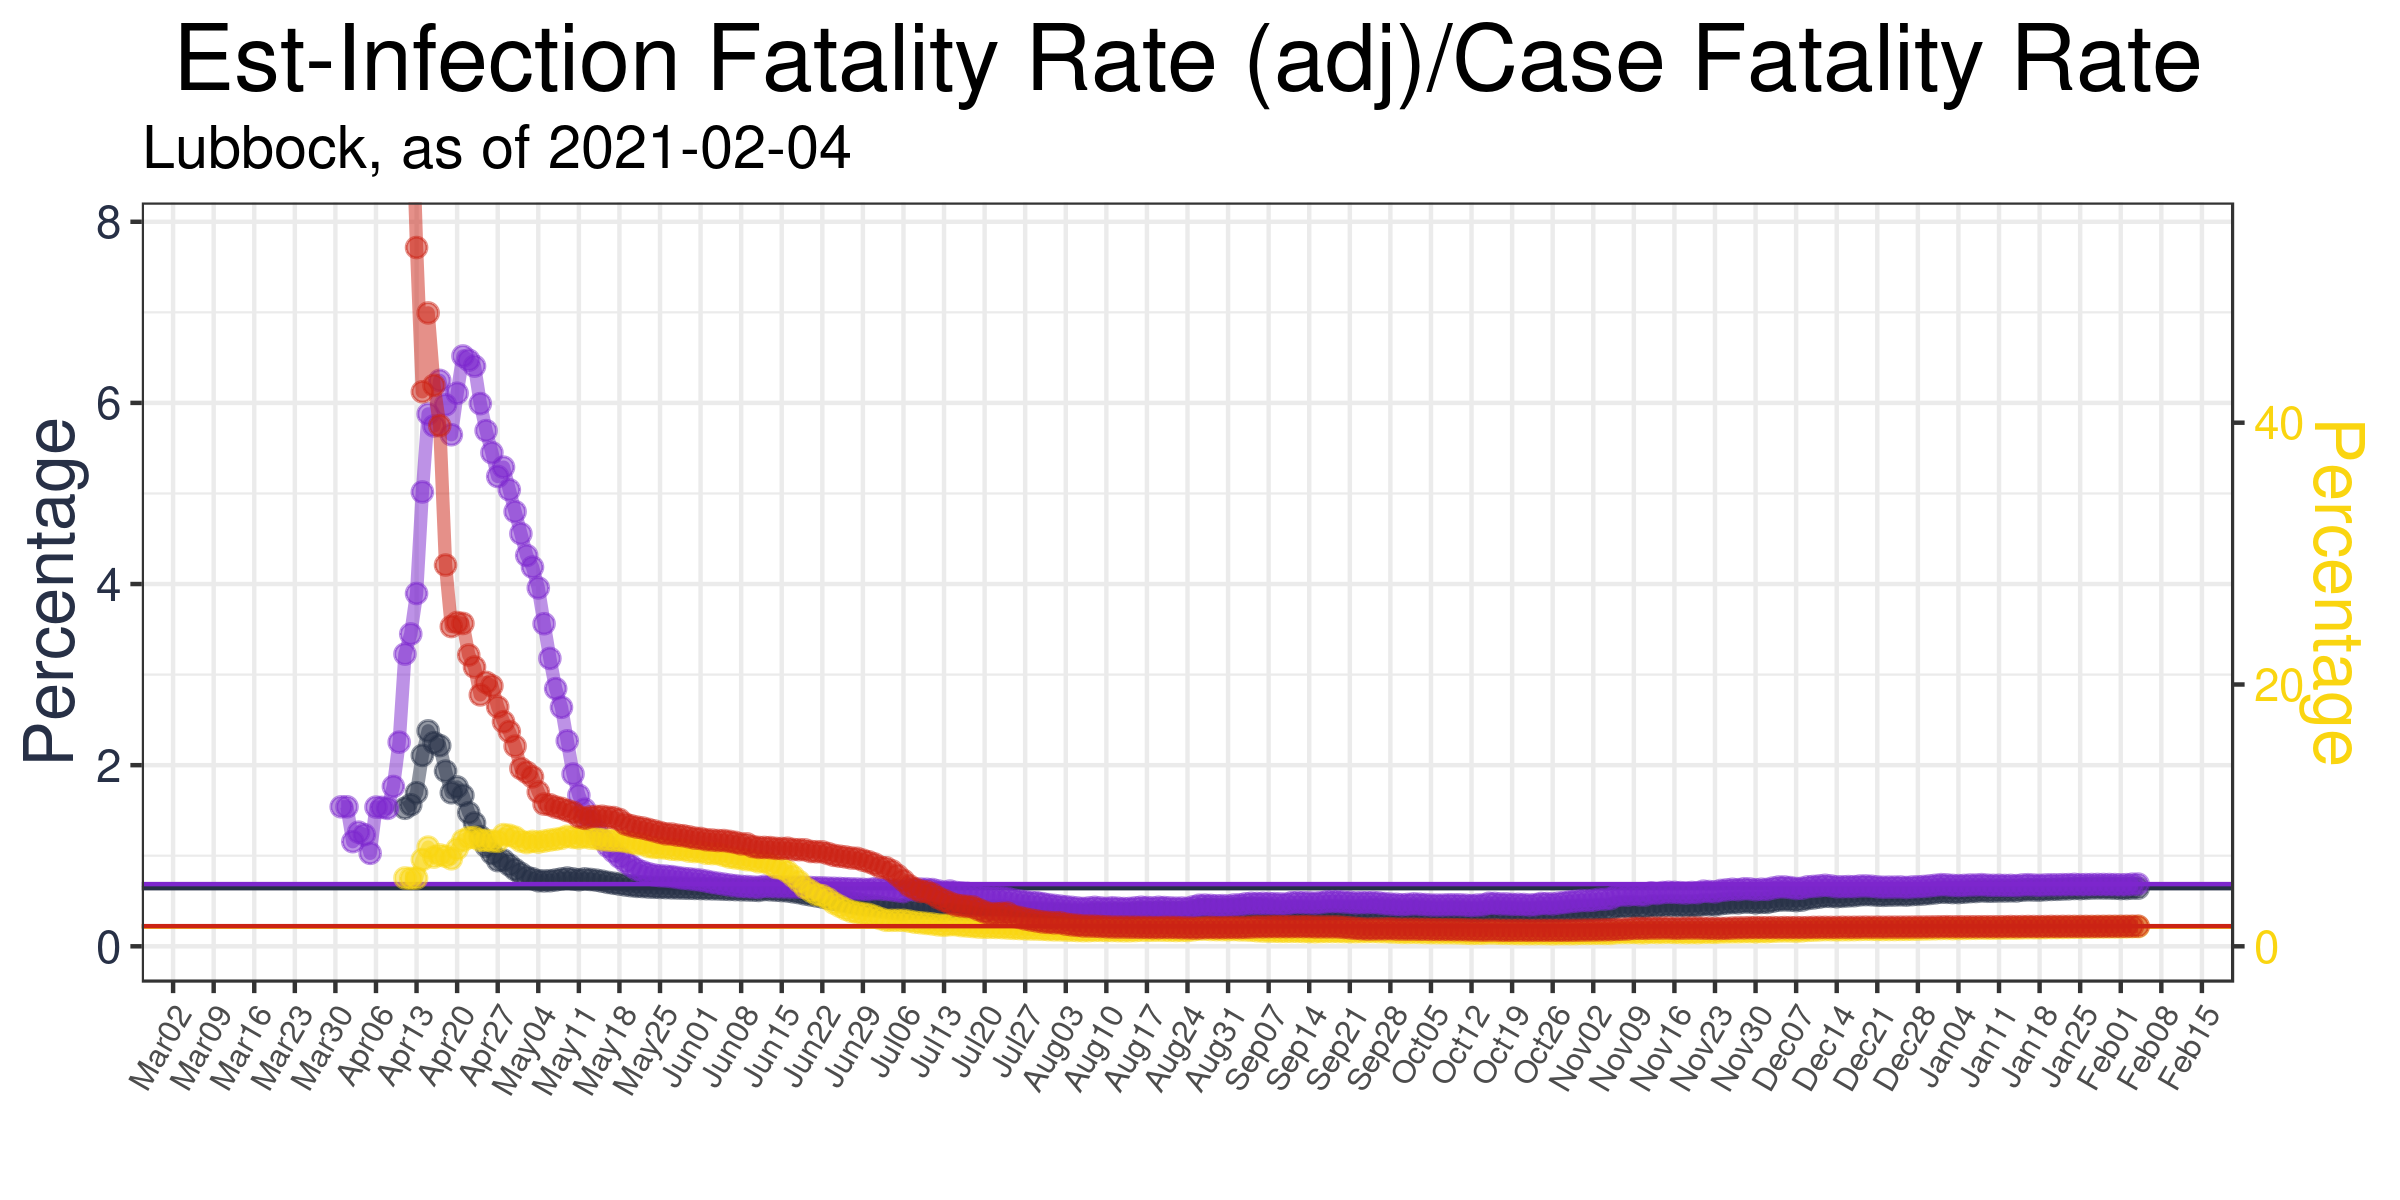 Est-Infection Fatality Rate (adj)/Case Fatality Rate
Lubbock, as of 2021-02-04
Percentage
8
6
4
2
0
40
20
0
Percentage
Mar02
Mar09
Mar16
Mar23
Mar30
Apr06
Apr13
Apr20
Apr27
May04
May11
May18
May25
Jun01
Jun08
Jun15
Jun22
Jun29
Jul06
Jul13
Jul20
Jul27
Aug03
Aug10
Aug17
Aug24
Aug31
Sep07
Sep14
Sep21
Sep28
Oct05
Oct12
Oct19
Oct26
Nov02
Nov09
Nov16
Nov23
Nov30
Dec07
Dec14
Dec21
Dec28
Jan04
Jan11
Jan18
Jan25
Feb01
Feb08
Feb15